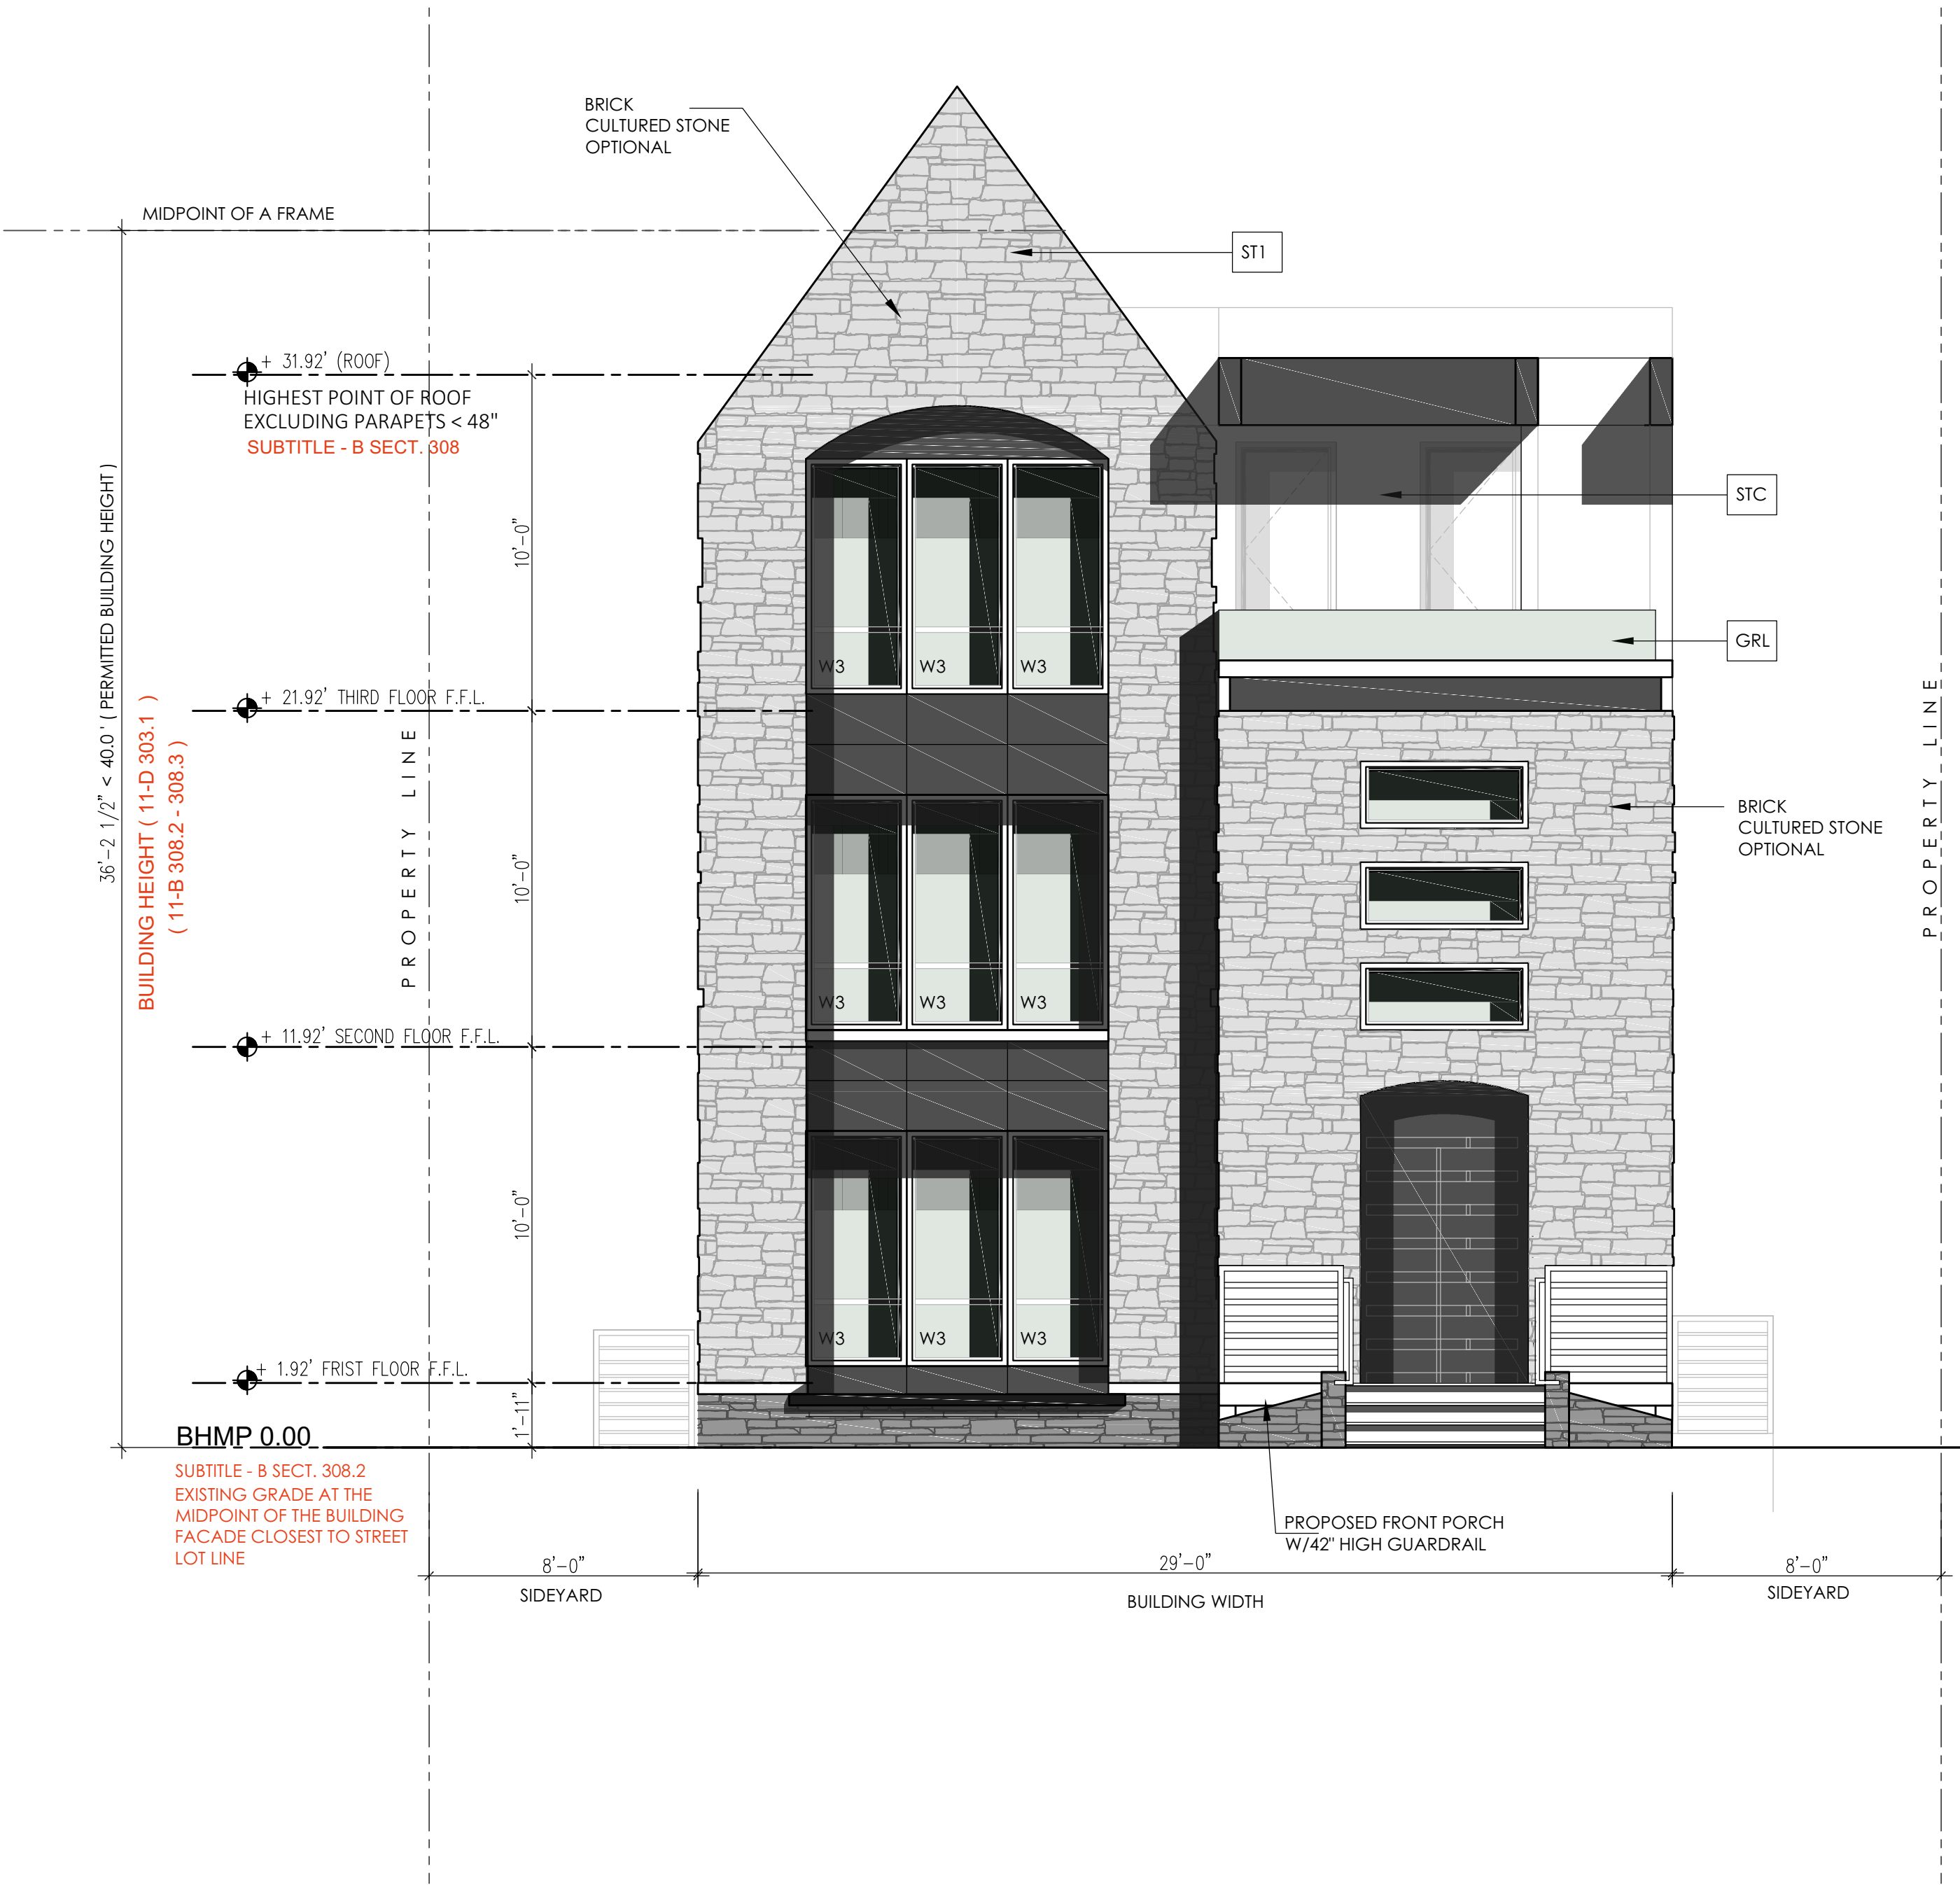 BRICK
CULTURED STONE
OPTIONAL
MIDPOINT OF A FRAME
ST1
+ 31.92' (ROOF)
HIGHEST POINT OF ROOF
EXCLUDING PARAPETS < 48"
SUBTITLE - B SECT. 308
36'-2 1/2" < 40.0' ( PERMITTED BUILDING HEIGHT )
BUILDING HEIGHT ( 11-D 303.1 )
( 11-B 308.2 - 308.3 )
10'-0"
STC
GRL
W3
W3
W3
+ 21.92' THIRD FLOOR F.F.L.
PROPERTY LINE
PROPERTY LINE
BRICK
CULTURED STONE
OPTIONAL
10'-0"
W3
W3
W3
+ 11.92' SECOND FLOOR F.F.L.
10'-0"
W3
W3
W3
+ 1.92' FRIST FLOOR F.F.L.
1'-11"
BHMP 0.00
SUBTITLE - B SECT. 308.2
EXISTING GRADE AT THE
MIDPOINT OF THE BUILDING
FACADE CLOSEST TO STREET
LOT LINE
PROPOSED FRONT PORCH
W/42" HIGH GUARDRAIL
8'-0"
SIDEYARD
29'-0"
BUILDING WIDTH
8'-0"
SIDEYARD